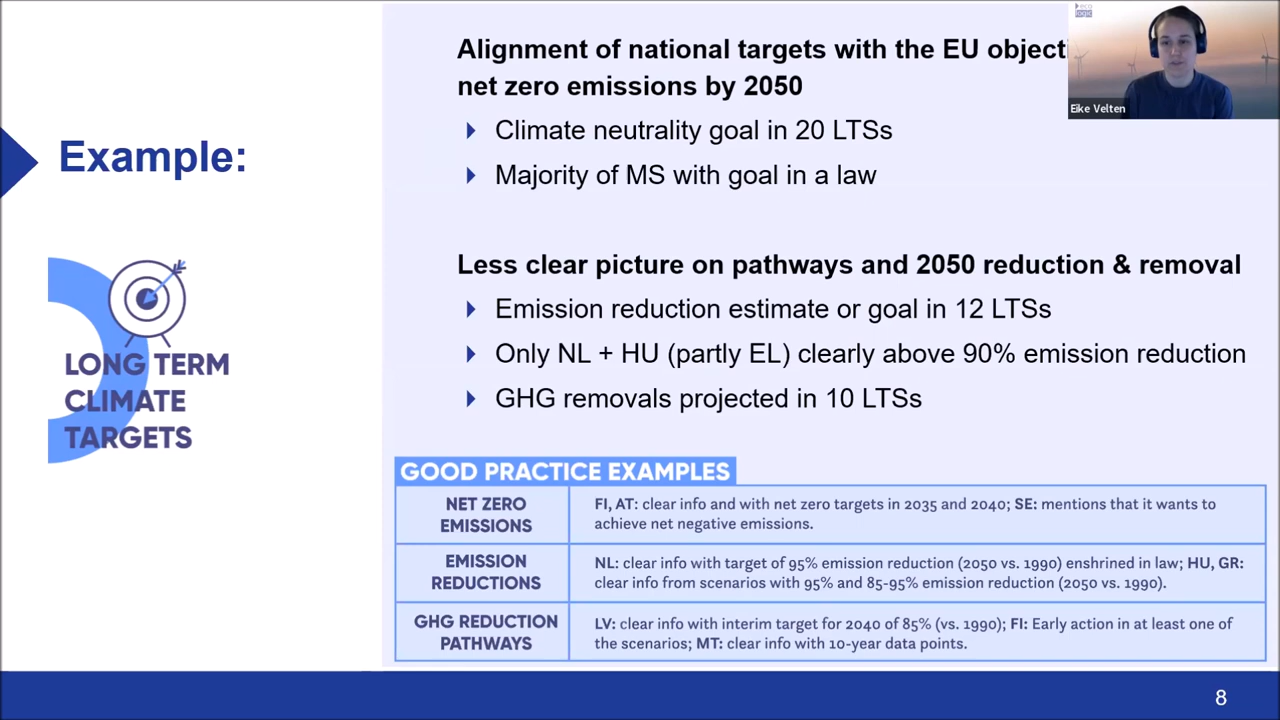 Alignment of national targets with the EU objecti
net zero emissions by 2050
Climate neutrality goal in 20 LTSs
Majority of MS with goal in a law
Example:
LONG TERM
CLIMATE
TARGETS
Less clear picture on pathways and 2050 reduction & removal
Emission reduction estimate or goal in 12 LTSs
Only NL + HU (partly EL) clearly above 90% emission reduction
GHG removals projected in 10 LTSs
GOOD PRACTICE EXAMPLES
NET ZERO
EMISSIONS
FI, AT: clear info and with net zero targets in 2035 and 2040; SE: mentions that it wants to
achieve net negative emissions.
EMISSION
REDUCTIONS
NL: clear info with target of 95% emission reduction (2050 vs. 1990) enshrined in law; HU, GR:
clear info from scenarios with 95% and 85-95% emission reduction (2050 vs. 1990).
GHG REDUCTION
PATHWAYS
LV: clear info with interim target for 2040 of 85% (vs. 1990); FI: Early action in at least one of
the scenarios; MT: clear info with 10-year data points.
eco
logic
Eike Velten
8